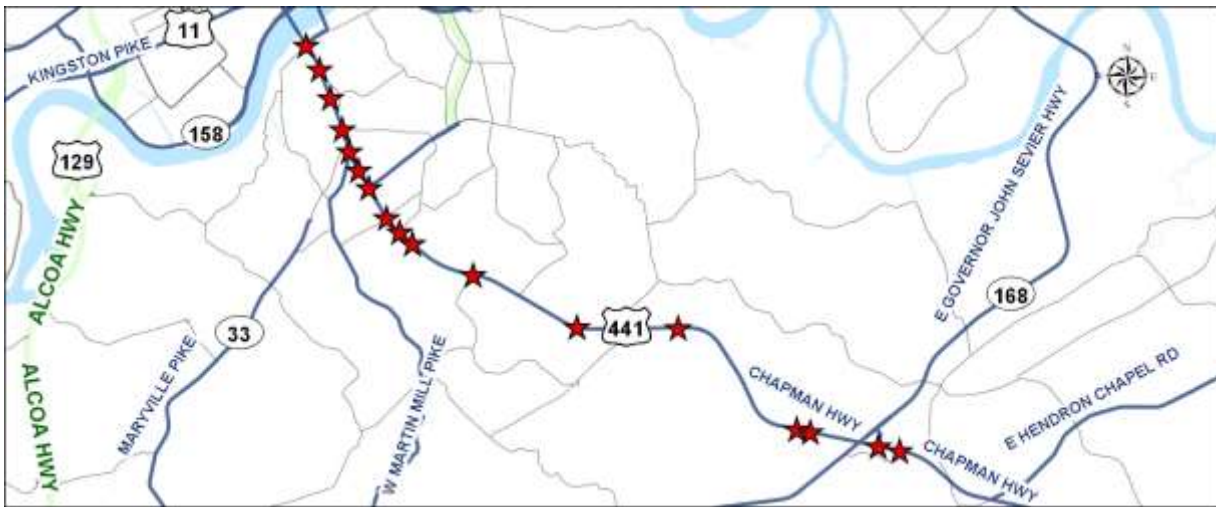 11
KINGSTON PIKE
158
129
ALCOA HWY
ALCOA HWY
33
MARYVILLE PIKE
W MARTIN MILL PIKE
441
CHAPMAN HWY
CHAPMAN HWY
E GOVERNOR JOHN SEVIER HWY
168
E HENDRON CHAPEL RD
N
E
S